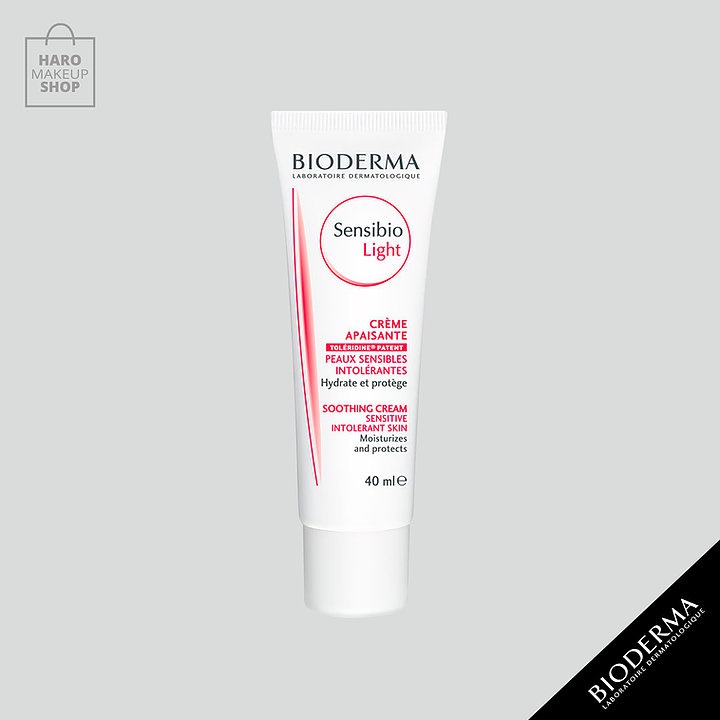 HARO
MAKEUP
SHOP
BIODERMA
LABORATOIRE DERMATOLOGIQUE
Sensibio
Light
CRÈME
APAISANTE
TOLÉRIDINE® PATENT
PEAUX SENSIBLES
INTOLÉRANTES
Hydrate et protège
SOOTHING CREAM
SENSITIVE
INTOLERANT SKIN
Moisturizes
and protects
40 ml℮
BIODERMA
LABORATOIRE DERMATOLOGIQUE